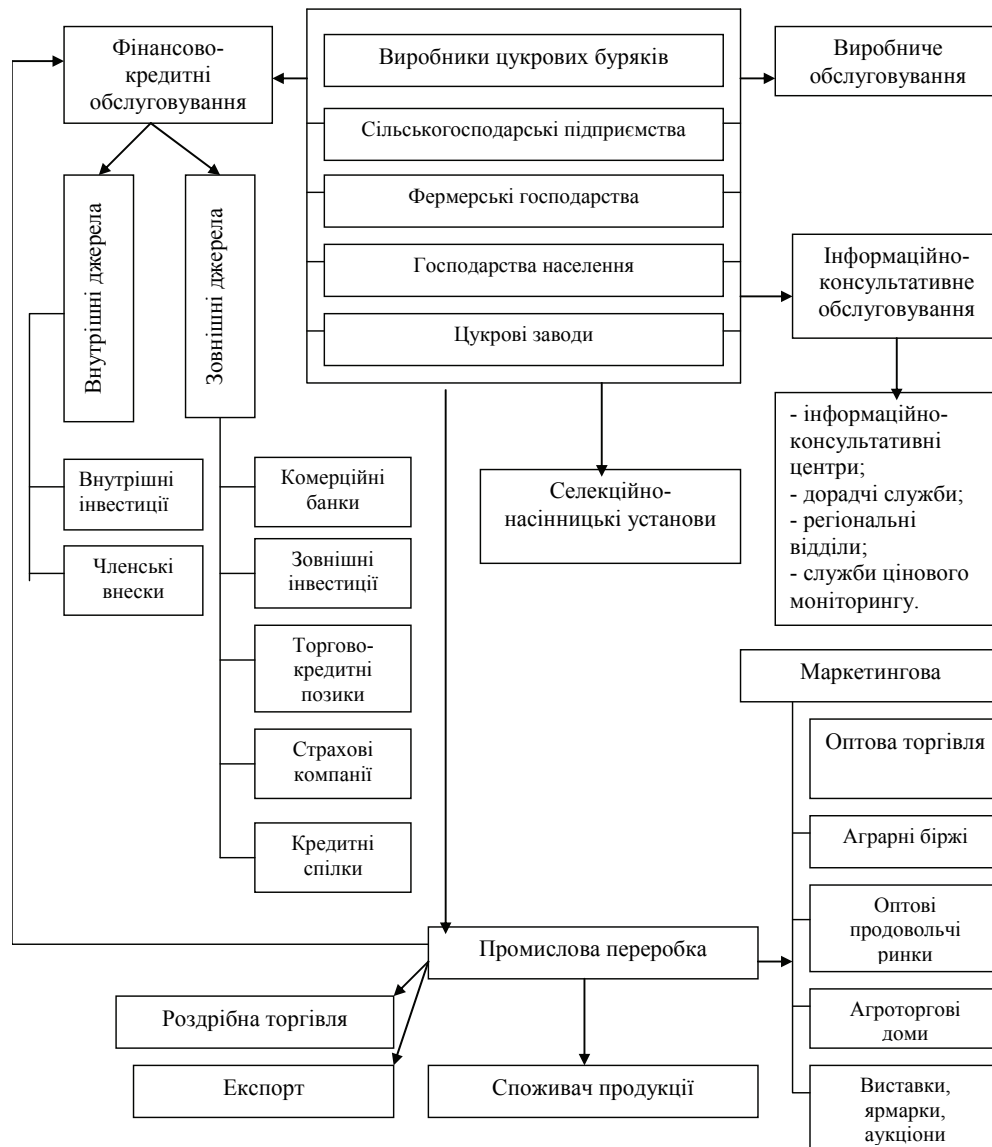 Фінансово-
кредитні
обслуговування
Виробники цукрових буряків
Сільськогосподарські підприємства
Фермерські господарства
Господарства населення
Цукрові заводи
Виробниче
обслуговування
Внутрішні джерела
Зовнішні джерела
Інформаційно-
консультативне
обслуговування
- інформаційно-
консультативні
центри;
- дорадчі служби;
- регіональні
відділи;
- служби цінового
моніторингу.
Внутрішні
інвестиції
Членські
внески
Комерційні
банки
Зовнішні
інвестиції
Торгово-
кредитні
позики
Страхові
компанії
Кредитні
спілки
Селекційно-
насінницькі установи
Маркетингова
Оптова торгівля
Аграрні біржі
Оптові
продовольчі
ринки
Агроторгові
доми
Виставки,
ярмарки,
аукціони
Промислова переробка
Роздрібна торгівля
Експорт
Споживач продукції